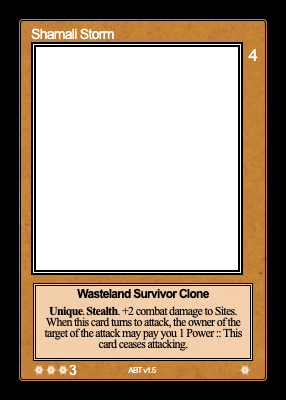 Shamali Storm
4
Wasteland Survivor Clone
Unique. Stealth. +2 combat damage to Sites.
When this card turns to attack, the owner of the
target of the attack may pay you 1 Power :: This
card ceases attacking.
3
ABT v1.5